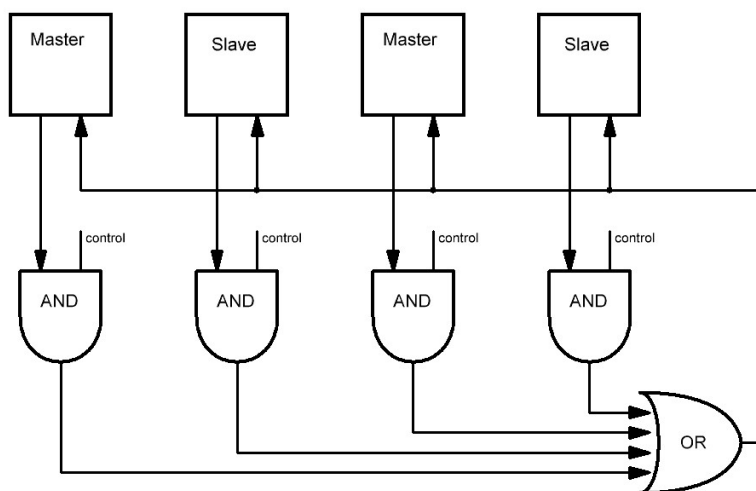 Master
Slave
Master
Slave
control
control
control
control
AND
AND
AND
AND
OR